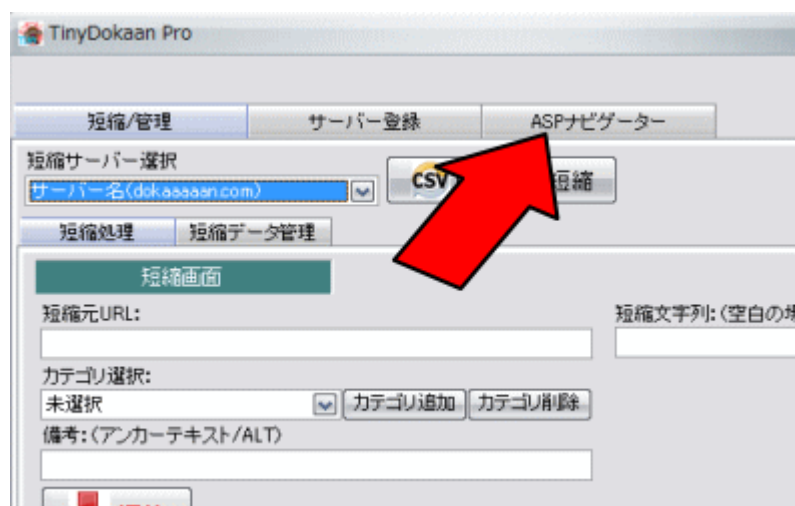 TinyDokaan Pro
短縮/管理 サーバー登録 ASPナビゲーター
短縮サーバー選択
サーバー名(dokaaaaan.com) CSV 短縮
短縮処理 短縮データ管理
短縮画面
短縮元URL: 短縮文字列:(空白の場
カテゴリ選択:
未選択 カテゴリ追加 カテゴリ削除
備考:(アンカーテキスト/ALT)